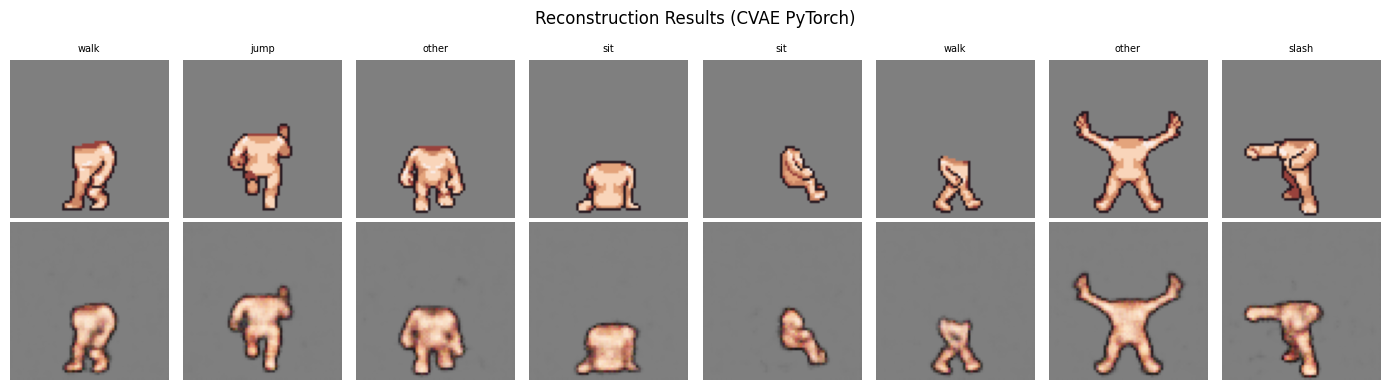 Reconstruction Results (CVAE PyTorch)
walk jump other sit sit walk other slash